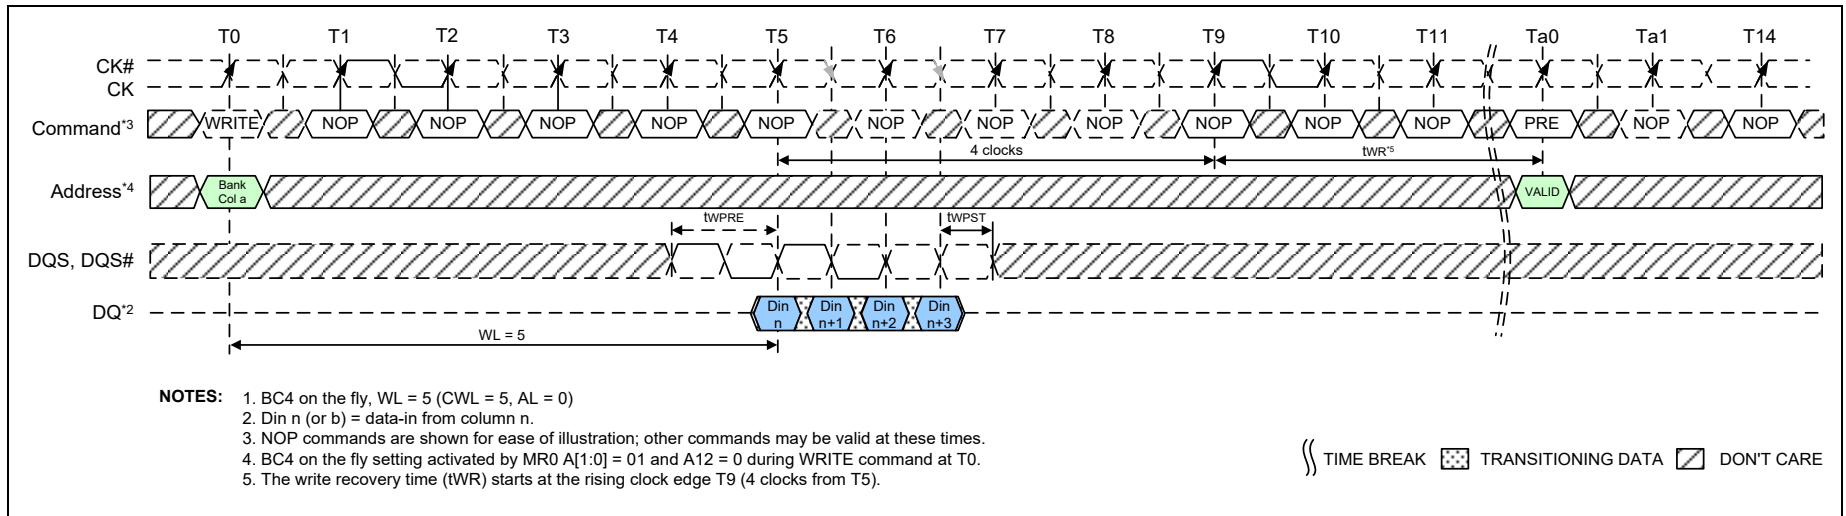 T0 T1 T2 T3 T4 T5 T6 T7 T8 T9 T10 T11 Ta0 Ta1 T14
CK#
CK
Command*3 WRITE NOP NOP NOP NOP NOP NOP NOP NOP NOP NOP NOP PRE NOP NOP
4 clocks tWR*5
Address*4 Bank Col a VALID
tWPRE tWPST
DQS, DQS#
DQ*2 Din n Din n+1 Din n+2 Din n+3
WL = 5
NOTES: 1. BC4 on the fly, WL = 5 (CWL = 5, AL = 0)
2. Din n (or b) = data-in from column n.
3. NOP commands are shown for ease of illustration; other commands may be valid at these times.
4. BC4 on the fly setting activated by MR0 A[1:0] = 01 and A12 = 0 during WRITE command at T0.
5. The write recovery time (tWR) starts at the rising clock edge T9 (4 clocks from T5).
TIME BREAK TRANSITIONING DATA DON'T CARE